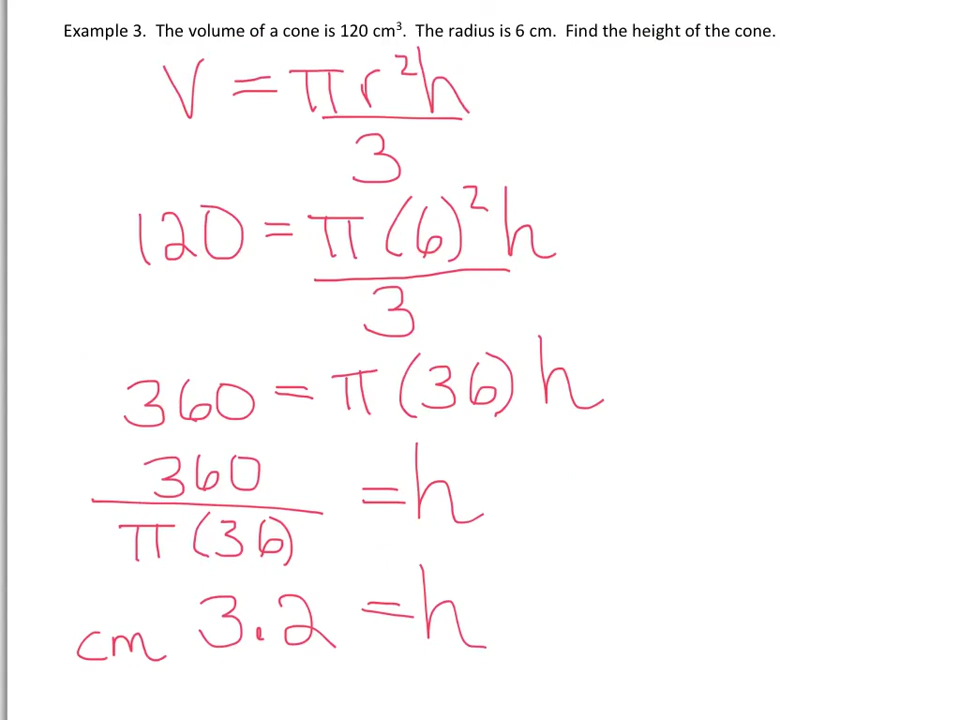 Example 3. The volume of a cone is 120 cm³. The radius is 6 cm. Find the height of the cone.
V = πr²h
3
120 = π(6)²h
3
360 = π(36)h
360
π(36)
=h
cm 3.2 =h